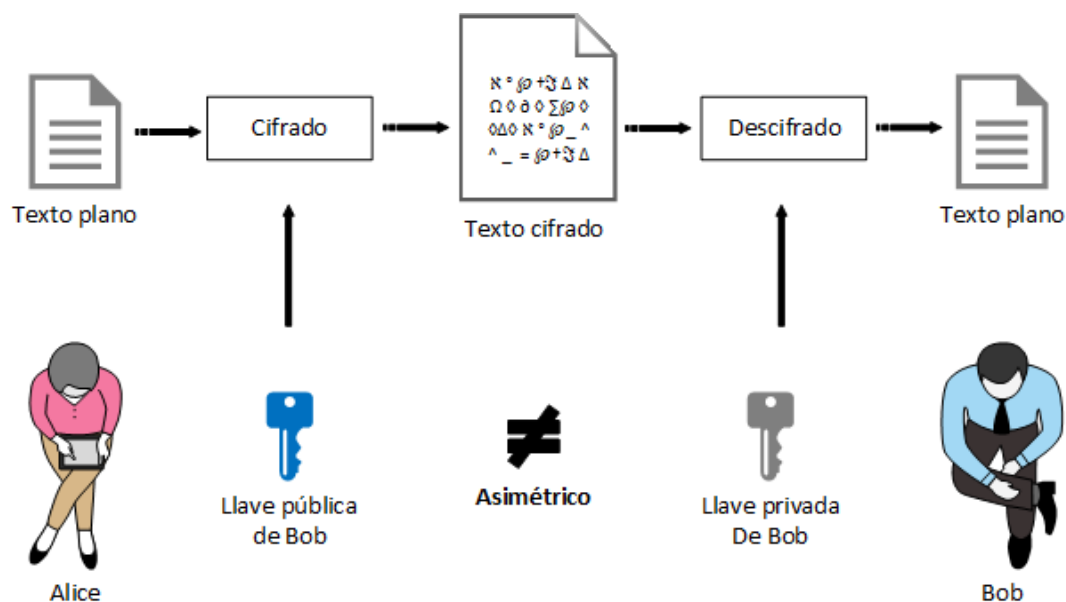 Cifrado
Descifrado
ℵ ° ℘ +ℑ Δ ℵ
Ω ◊ ∂ ◊ ∑℘ ◊
◊Δ◊ ℵ ° ℘ _ ^
^ _ = ℘+ℑ Δ
Texto plano
Texto cifrado
Texto plano
Llave pública
de Bob
≠
Asimétrico
Llave privada
De Bob
Alice
Bob